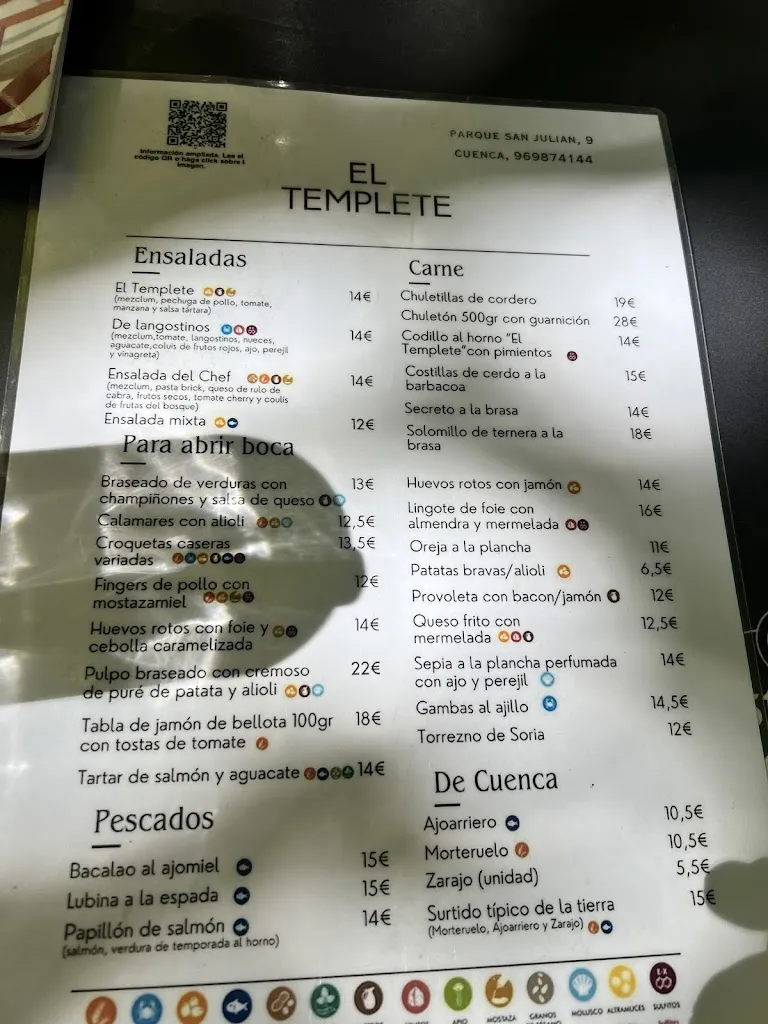 Información ampliada. Lea el
código QR o haga click sobre l
imagen.
PARQUE SAN JULIAN, 9
CUENCA, 969874144
EL
TEMPLETE
Ensaladas
El Templete 14€
(mezclum, pechuga de pollo, tomate,
manzana y salsa tártara)
De langostinos 14€
(mezclum,tomate, langostinos, nueces,
aguacate,coluis de frutos rojos, ajo, perejil
y vinagreta)
Ensalada del Chef 14€
(mezclum, pasta brick, queso de rulo de
cabra, frutos secos, tomate cherry y coulis
de frutas del bosque)
Ensalada mixta 12€
Para abrir boca
Braseado de verduras con 13€
champiñones y salsa de queso
Calamares con alioli 12,5€
Croquetas caseras 13,5€
variadas
Fingers de pollo con 12€
mostazamiel
Huevos rotos con foie y 14€
cebolla caramelizada
Pulpo braseado con cremoso 22€
de puré de patata y alioli
Tabla de jamón de bellota 100gr 18€
con tostas de tomate
Tartar de salmón y aguacate 14€
Pescados
Bacalao al ajomiel 15€
Lubina a la espada 15€
Papillón de salmón 14€
(salmón, verdura de temporada al horno)
Carne
Chuletillas de cordero 19€
Chuletón 500gr con guarnición 28€
Codillo al horno "El 14€
Templete"con pimientos
Costillas de cerdo a la 15€
barbacoa
Secreto a la brasa 14€
Solomillo de ternera a la 18€
brasa
Huevos rotos con jamón 14€
Lingote de foie con 16€
almendra y mermelada
Oreja a la plancha 11€
Patatas bravas/alioli 6,5€
Provoleta con bacon/jamón 12€
Queso frito con 12,5€
mermelada
Sepia a la plancha perfumada 14€
con ajo y perejil
Gambas al ajillo 14,5€
Torrezno de Soria 12€
De Cuenca
Ajoarriero 10,5€
Morteruelo 10,5€
Zarajo (unidad) 5,5€
Surtido típico de la tierra 15€
(Morteruelo, Ajoarriero y Zarajo)
APIO MOSTAZA GRANOS MOLUSCO ALTRAMUCES SULFITOS